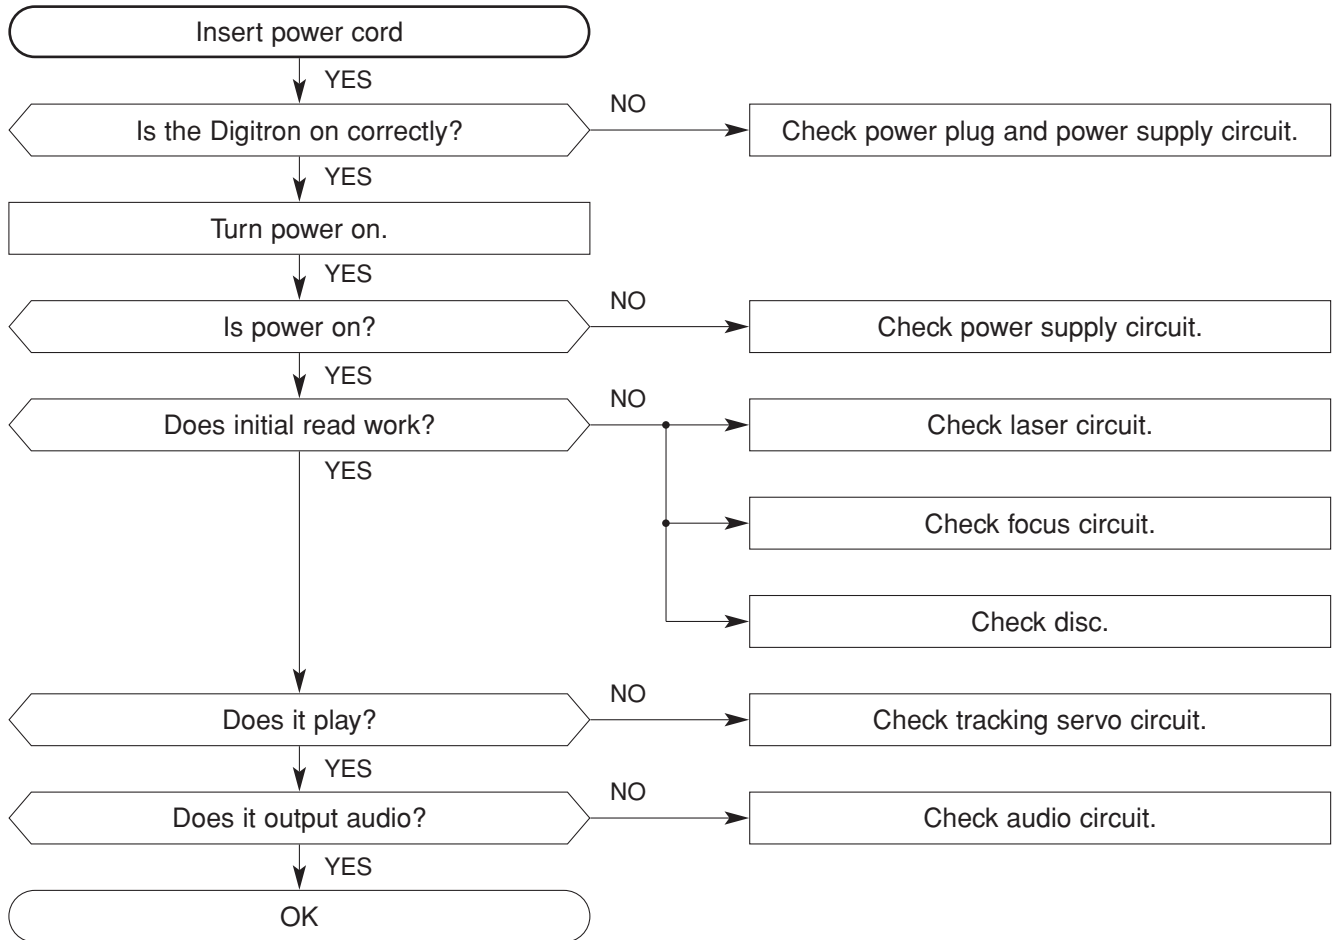 Insert power cord
YES
Is the Digitron on correctly?
NO
Check power plug and power supply circuit.
YES
Turn power on.
YES
Is power on?
NO
Check power supply circuit.
YES
Does initial read work?
NO
Check laser circuit.
YES
Check focus circuit.
Check disc.
Does it play?
NO
Check tracking servo circuit.
YES
Does it output audio?
NO
Check audio circuit.
YES
OK